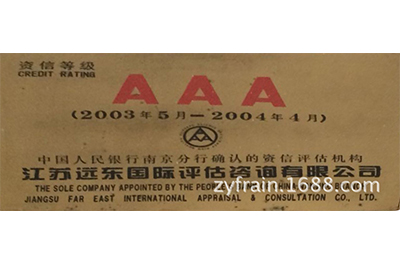 资信等级
CREDIT RATING
AAA
(2003年5月—2004年4月)
中国人民银行南京分行确认的资信评估机构
江苏远东国际评估咨询有限公司
THE SOLE COMPANY APPOINTED BY THE PEOPLE'S
CHINA
JIANGSU FAR EAST INTERNATIONAL APPRAISAL & CONSULTATION CO., LTD.
zyfrain.1688.com